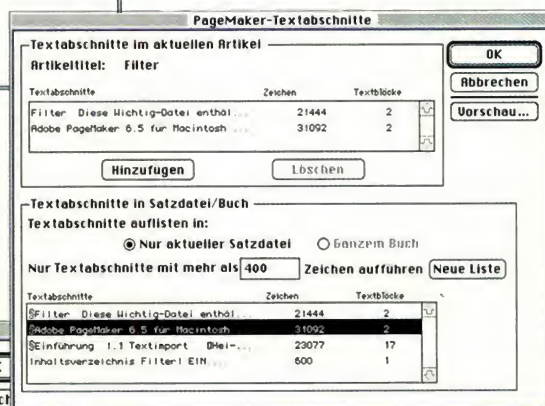 PageMaker-Textabschnitte
Textabschnitte im aktuellen Artikel
Artikeltitel: Filter
Textabschnitte Zeichen Textblöcke
Filter Diese Wichtig-Datei enthäl... 21444 2
Adobe PageMaker 6.5 für Macintosh ... 31092 2
Hinzufügen Löschen
OK
Abbrechen
Vorschau...
Textabschnitte in Satzdatei/Buch
Textabschnitte auflisten in:
Nur aktueller Satzdatei Ganzem Buch
Nur Textabschnitte mit mehr als 400 Zeichen aufführen Neue Liste
Textabschnitte Zeichen Textblöcke
§Filter Diese Wichtig-Datei enthäl... 21444 2
§Adobe PageMaker 6.5 für Macintosh ... 31092 2
§Einführung 1.1 Textimport ▯Hei-... 23077 17
Inhaltsverzeichnis Filter! EIN... 600 1